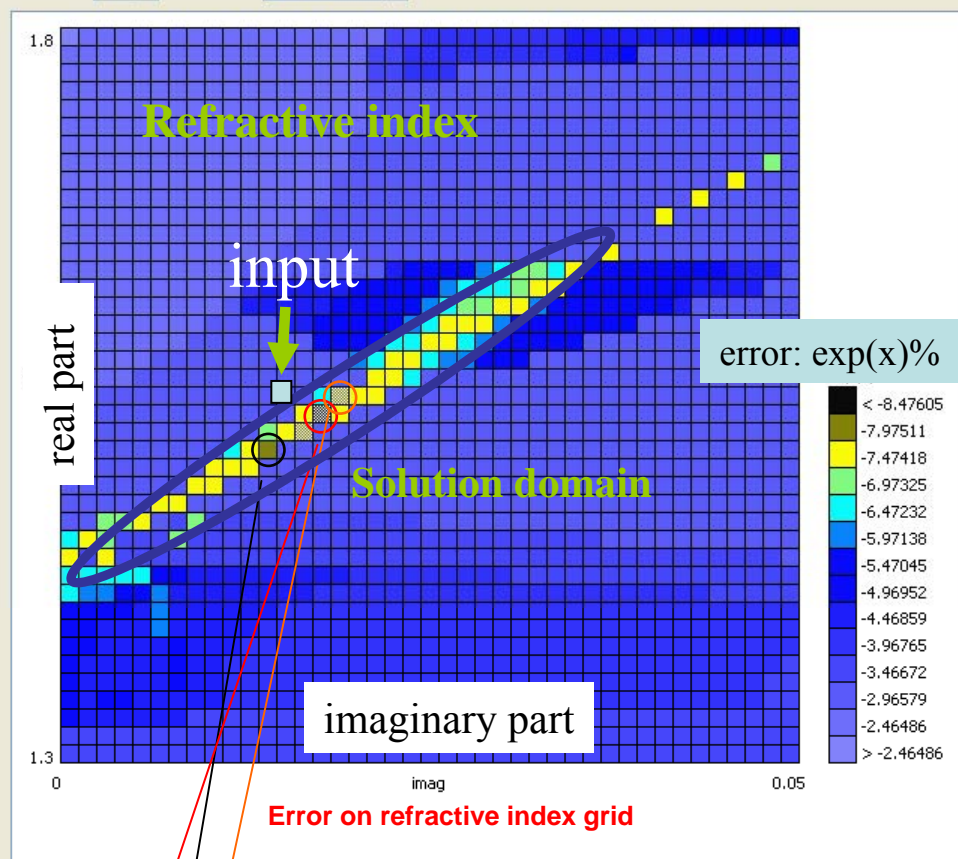 1.8
Refractive index
input
real part
error: exp(x)%
< -8.47605
-7.97511
-7.47418
-6.97325
-6.47232
-5.97138
-5.47045
-4.96952
-4.46859
-3.96765
-3.46672
-2.96579
-2.46486
> -2.46486
Solution domain
imaginary part
1.3
0
imag
0.05
Error on refractive index grid